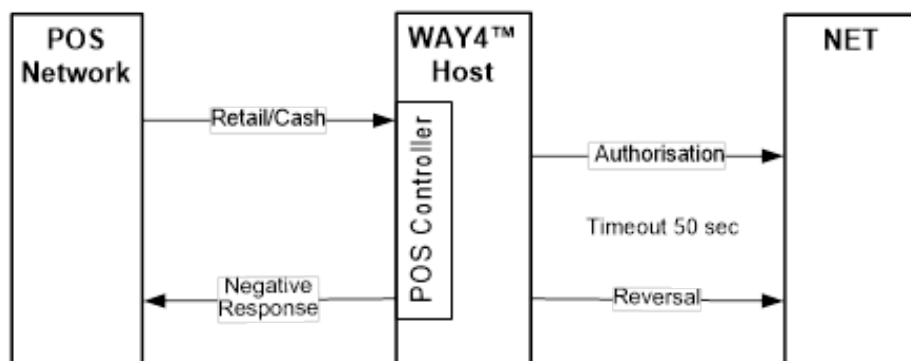 POS
Network
WAY4™
Host
NET
Retail/Cash
POS Controller
Authorisation
Timeout 50 sec
Negative
Response
Reversal